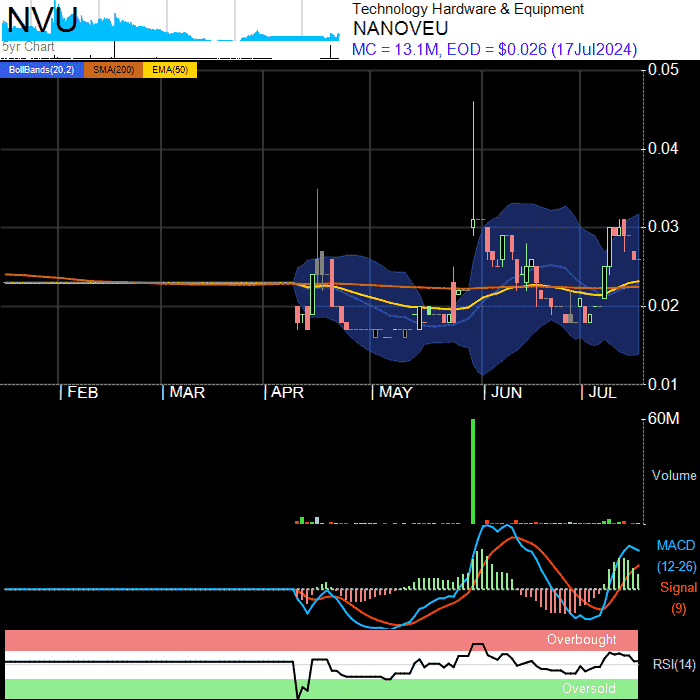 NVU
5yr Chart
Technology Hardware & Equipment
NANOVEU
MC = 13.1M, EOD = $0.026 (17Jul2024)
BollBands(20,2) SMA(200) EMA(50)
0.05
0.04
0.03
0.02
0.01
FEB MAR APR MAY JUN JUL
60M
Volume
MACD
(12-26)
Signal
(9)
Overbought
RSI(14)
Oversold